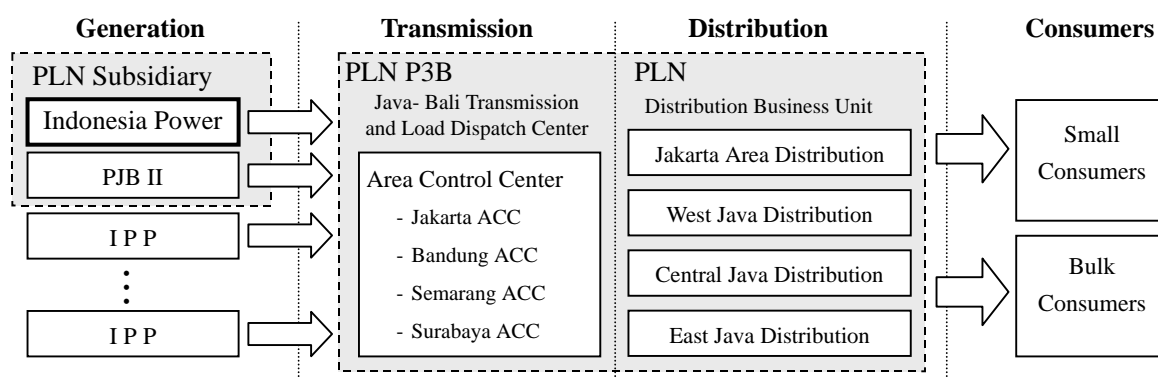 Generation
Transmission
Distribution
Consumers
PLN Subsidiary
Indonesia Power
PJB II
I P P
I P P
PLN P3B
Java- Bali Transmission
and Load Dispatch Center
Area Control Center
- Jakarta ACC
- Bandung ACC
- Semarang ACC
- Surabaya ACC
PLN
Distribution Business Unit
Jakarta Area Distribution
West Java Distribution
Central Java Distribution
East Java Distribution
Small
Consumers
Bulk
Consumers